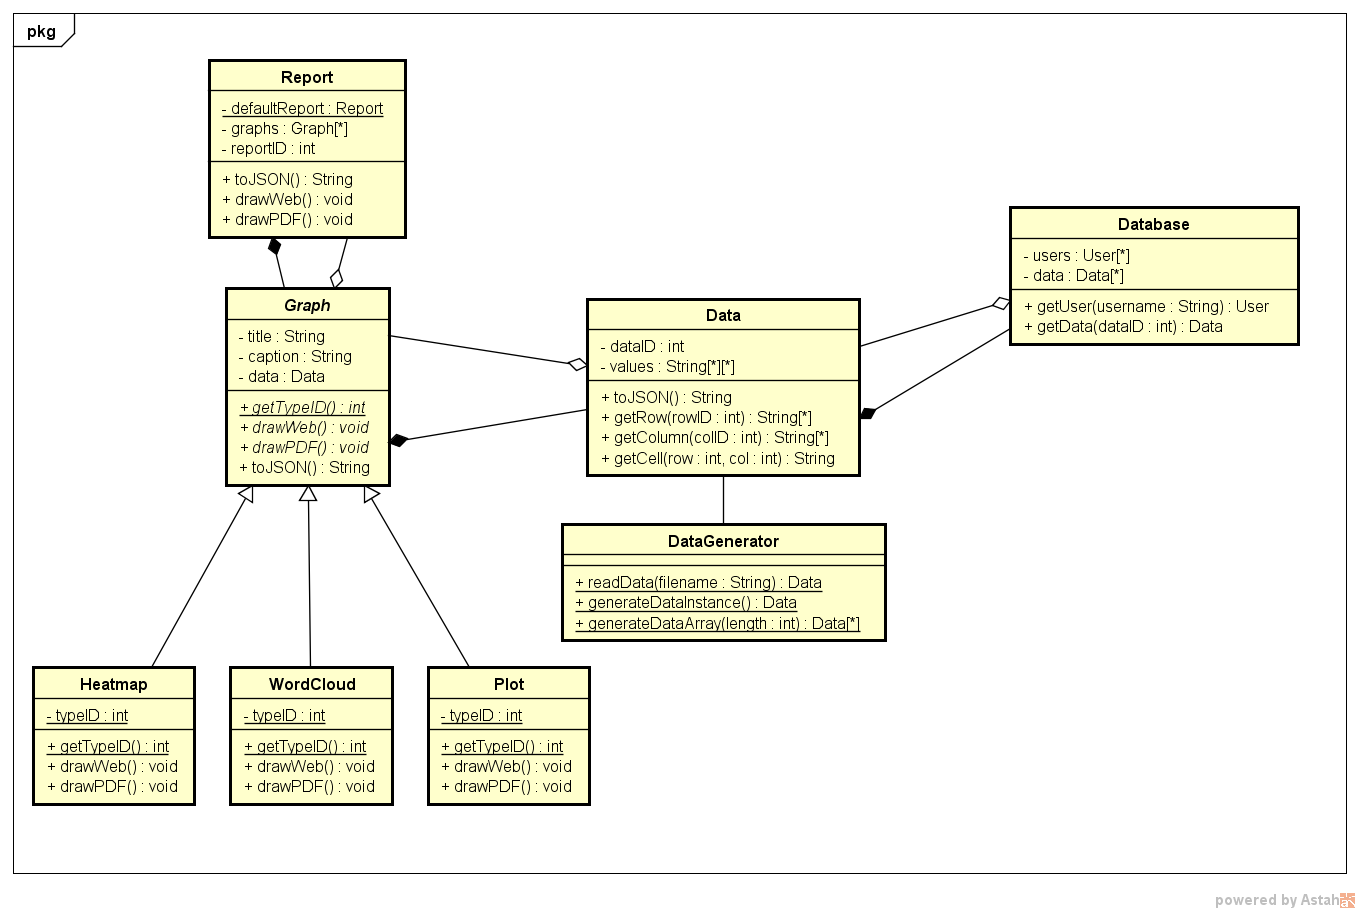 pkg
Report
- defaultReport : Report
- graphs : Graph[*]
- reportID : int
+ toJSON() : String
+ drawWeb() : void
+ drawPDF() : void
Database
- users : User[*]
- data : Data[*]
+ getUser(username : String) : User
+ getData(dataID : int) : Data
Graph
- title : String
- caption : String
- data : Data
+ getTypeID() : int
+ drawWeb() : void
+ drawPDF() : void
+ toJSON() : String
Data
- dataID : int
- values : String[*][*]
+ toJSON() : String
+ getRow(rowID : int) : String[*]
+ getColumn(colID : int) : String[*]
+ getCell(row : int, col : int) : String
DataGenerator
+ readData(filename : String) : Data
+ generateDataInstance() : Data
+ generateDataArray(length : int) : Data[*]
Heatmap
- typeID : int
+ getTypeID() : int
+ drawWeb() : void
+ drawPDF() : void
WordCloud
- typeID : int
+ getTypeID() : int
+ drawWeb() : void
+ drawPDF() : void
Plot
- typeID : int
+ getTypeID() : int
+ drawWeb() : void
+ drawPDF() : void
powered by Astah